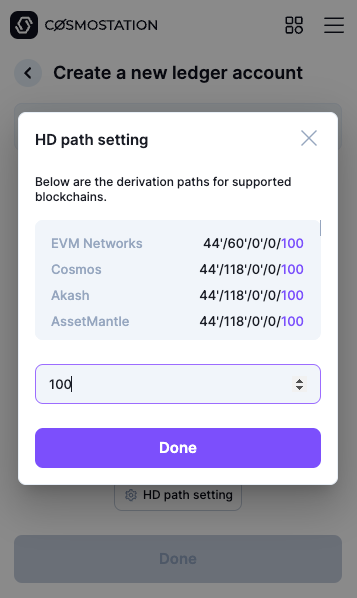 CØSMOSTATION
Create a new ledger account
HD path setting
Below are the derivation paths for supported
blockchains.
EVM Networks 44'/60'/0'/0/100
Cosmos 44'/118'/0'/0/100
Akash 44'/118'/0'/0/100
AssetMantle 44'/118'/0'/0/100
100
Done
HD path setting
Done